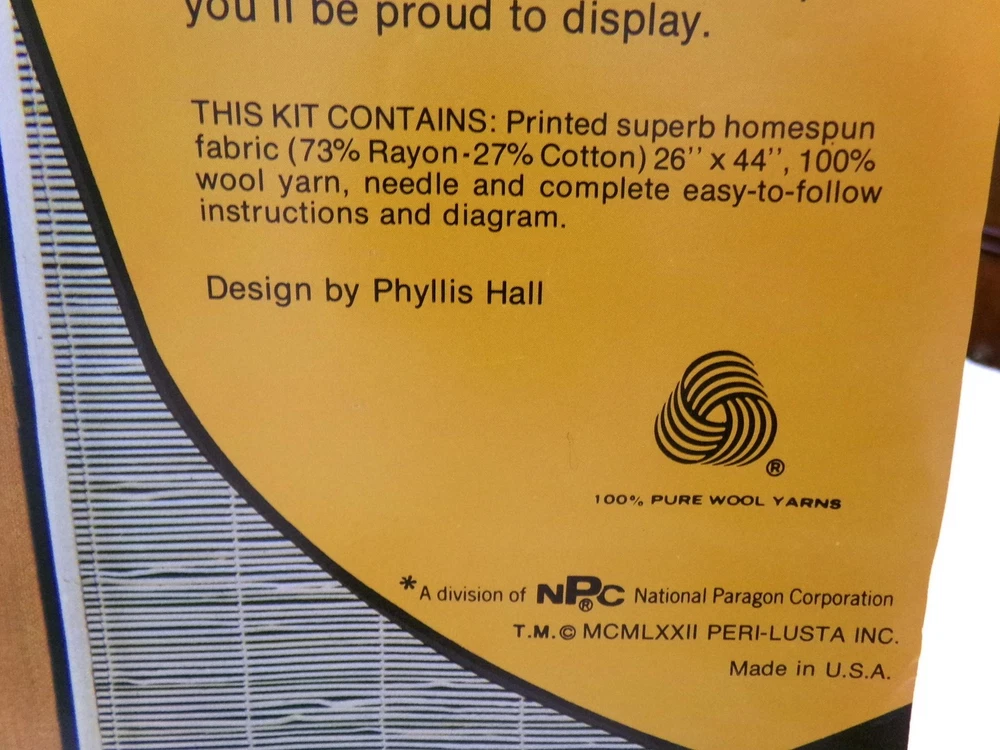 you'll be proud to display.
THIS KIT CONTAINS: Printed superb homespun
fabric (73% Rayon-27% Cotton) 26'' x 44'', 100%
wool yarn, needle and complete easy-to-follow
instructions and diagram.
Design by Phyllis Hall
®
100% PURE WOOL YARNS
*A division of NPC® National Paragon Corporation
T.M.© MCMLXXII PERI-LUSTA INC.
Made in U.S.A.